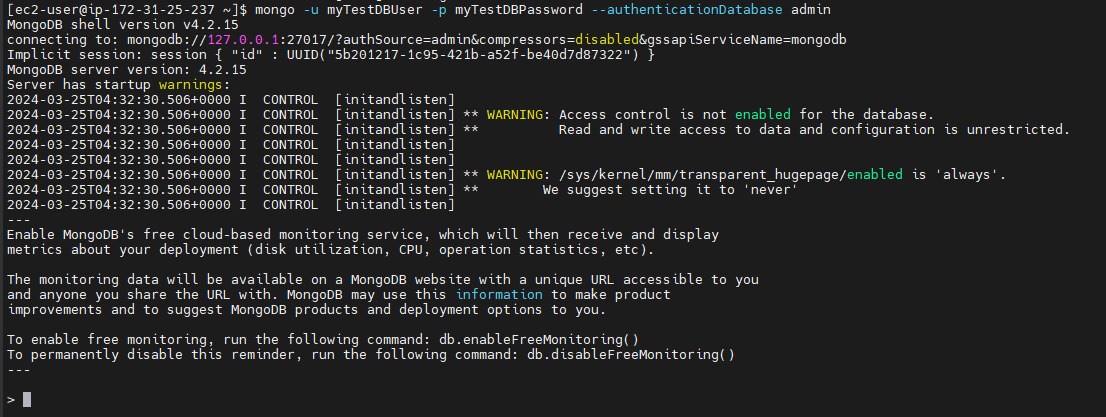 [ec2-user@ip-172-31-25-237 ~]$ mongo -u myTestDBUser -p myTestDBPassword --authenticationDatabase admin
MongoDB shell version v4.2.15
connecting to: mongodb://127.0.0.1:27017/?authSource=admin&compressors=disabled&gssapiServiceName=mongodb
Implicit session: session { "id" : UUID("5b201217-1c95-421b-a52f-be40d7d87322") }
MongoDB server version: 4.2.15
Server has startup warnings:
2024-03-25T04:32:30.506+0000 I  CONTROL  [initandlisten]
2024-03-25T04:32:30.506+0000 I  CONTROL  [initandlisten] ** WARNING: Access control is not enabled for the database.
2024-03-25T04:32:30.506+0000 I  CONTROL  [initandlisten] **          Read and write access to data and configuration is unrestricted.
2024-03-25T04:32:30.506+0000 I  CONTROL  [initandlisten]
2024-03-25T04:32:30.506+0000 I  CONTROL  [initandlisten]
2024-03-25T04:32:30.506+0000 I  CONTROL  [initandlisten] ** WARNING: /sys/kernel/mm/transparent_hugepage/enabled is 'always'.
2024-03-25T04:32:30.506+0000 I  CONTROL  [initandlisten] **        We suggest setting it to 'never'
2024-03-25T04:32:30.506+0000 I  CONTROL  [initandlisten]
---
Enable MongoDB's free cloud-based monitoring service, which will then receive and display
metrics about your deployment (disk utilization, CPU, operation statistics, etc).

The monitoring data will be available on a MongoDB website with a unique URL accessible to you
and anyone you share the URL with. MongoDB may use this information to make product
improvements and to suggest MongoDB products and deployment options to you.

To enable free monitoring, run the following command: db.enableFreeMonitoring()
To permanently disable this reminder, run the following command: db.disableFreeMonitoring()
---

>